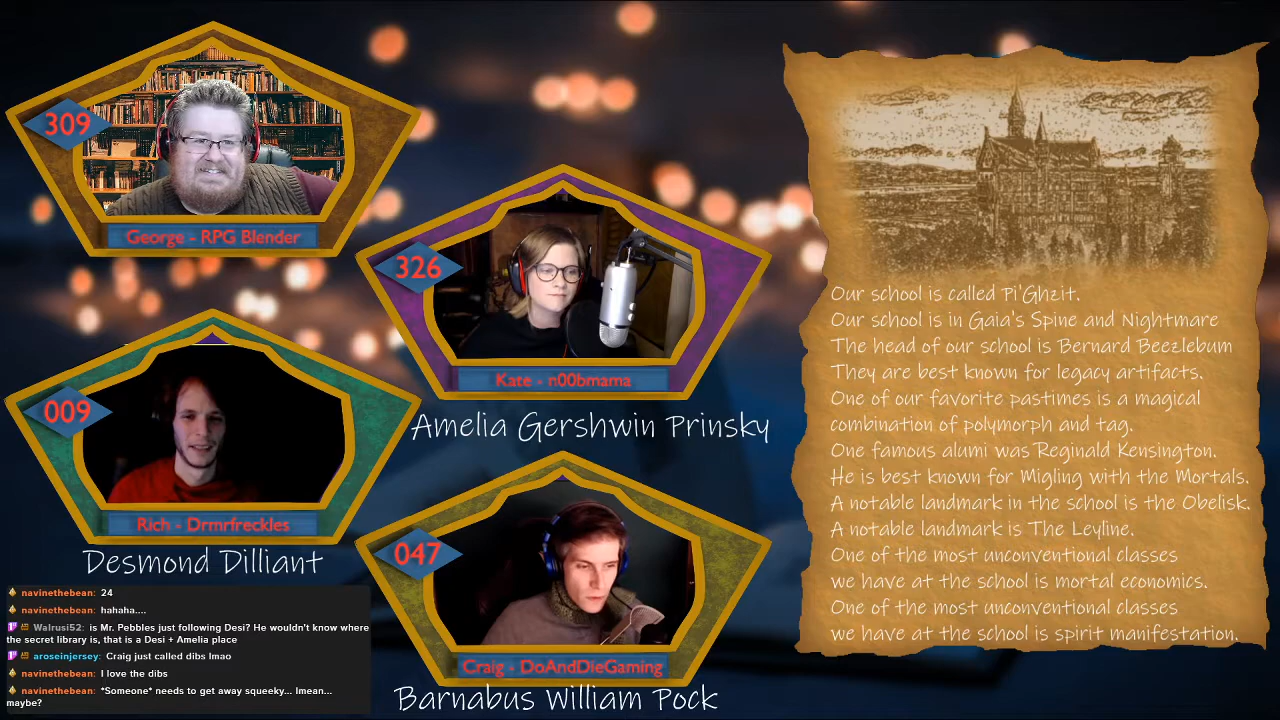 309
George - RPG Blender
326
Kate - n00bmama
Amelia Gershwin Prinsky
009
Rich - Drmrfreckles
Desmond Dilliant
047
Craig - DoAndDieGaming
Barnabus William Pock
navinethebean: 24
navinethebean: hahaha....
Walrusi52: is Mr. Pebbles just following Desi? He wouldn't know where
the secret library is, that is a Desi + Amelia place
aroseinjersey: Craig just called dibs lmao
navinethebean: I love the dibs
navinethebean: *Someone* needs to get away squeeky... Imean...
maybe?
Our school is called Pi'Ghzit.
Our school is in Gaia's Spine and Nightmare
The head of our school is Bernard Beezlebum
They are best known for legacy artifacts.
One of our favorite pastimes is a magical
combination of polymorph and tag.
One famous alumi was Reginald Kensington.
He is best known for Migling with the Mortals.
A notable landmark in the school is the Obelisk.
A notable landmark is The Leyline.
One of the most unconventional classes
we have at the school is mortal economics.
One of the most unconventional classes
we have at the school is spirit manifestation.